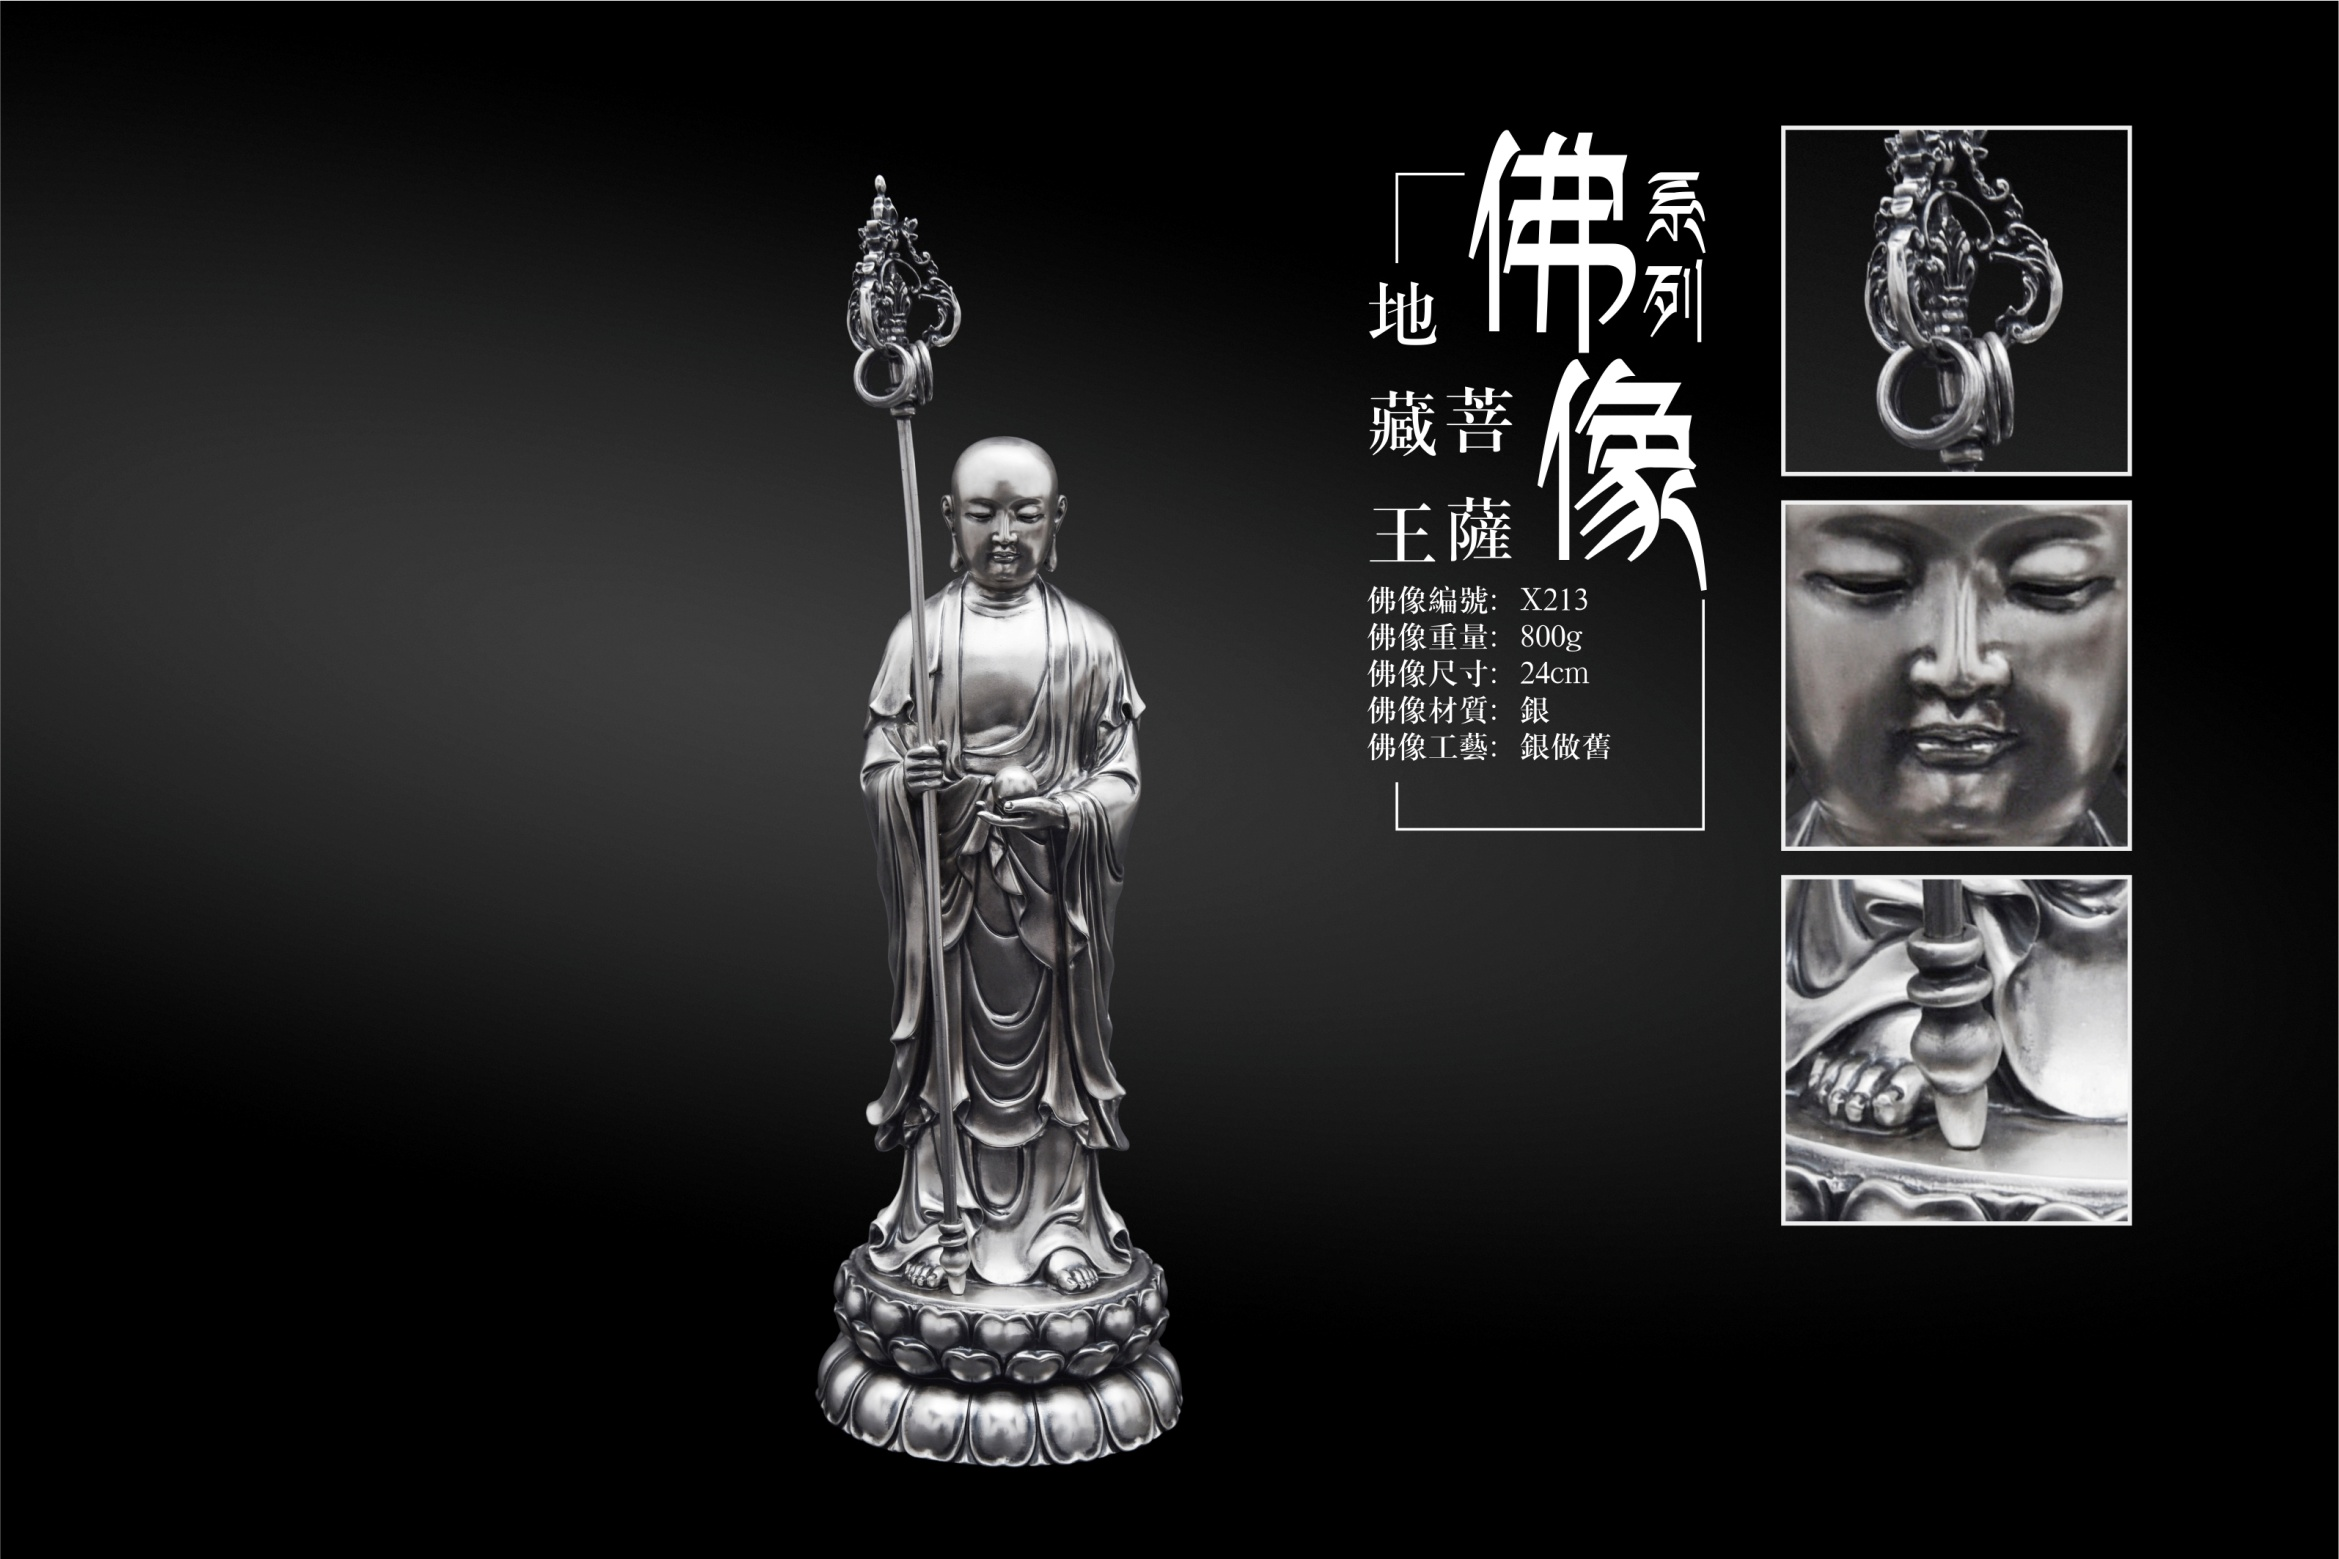 佛像
系列
地藏王
菩薩
佛像編號： X213
佛像重量： 800g
佛像尺寸： 24cm
佛像材質： 銀
佛像工藝： 銀做舊